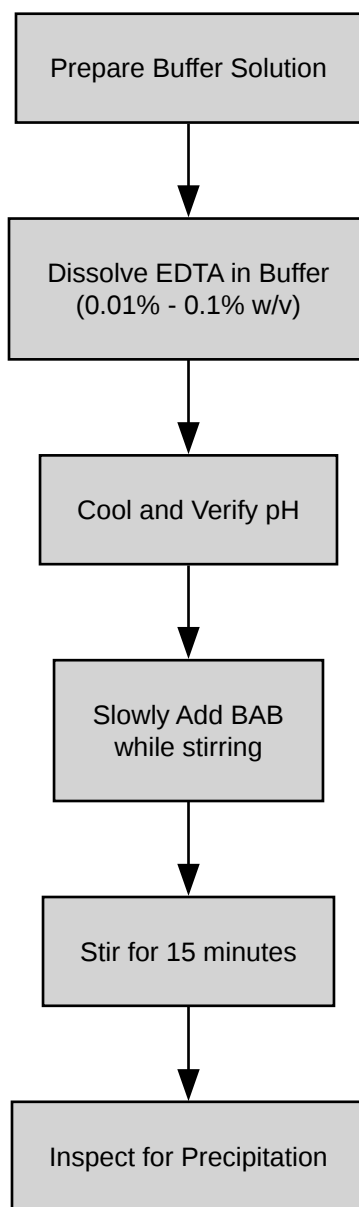 Prepare Buffer Solution
Dissolve EDTA in Buffer
(0.01% - 0.1% w/v)
Cool and Verify pH
Slowly Add BAB
while stirring
Stir for 15 minutes
Inspect for Precipitation